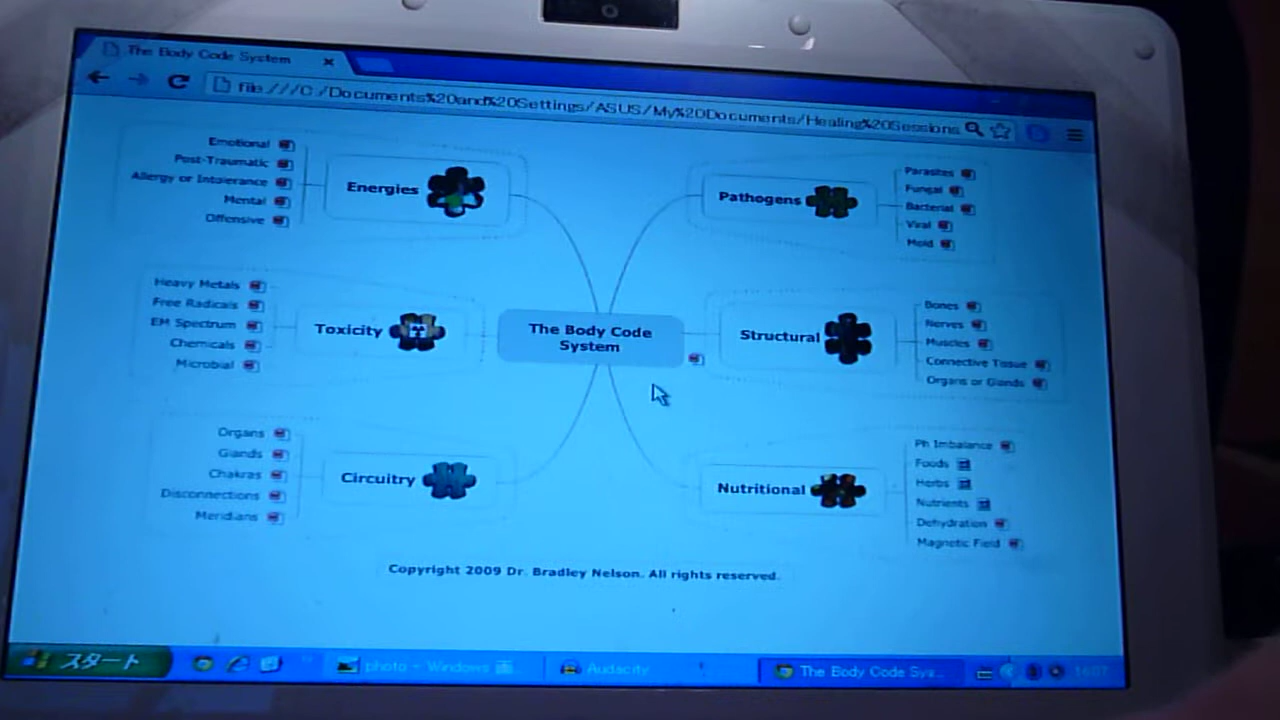 The Body Code System
file:///C:/Documents%20and%20Settings/ASUS/My%20Documents/Healing%20Sessions
Emotional
Post-Traumatic
Allergy or Intolerance
Mental
Offensive
Energies
Pathogens
Parasites
Fungal
Bacterial
Viral
Mold
Heavy Metals
Free Radicals
EM Spectrum
Chemicals
Microbial
Toxicity
The Body Code
System
Structural
Bones
Nerves
Muscles
Connective Tissue
Organs or Glands
Organs
Glands
Chakras
Disconnections
Meridians
Circuitry
Nutritional
Ph Imbalance
Foods
Herbs
Nutrients
Dehydration
Magnetic Field
Copyright 2009 Dr. Bradley Nelson. All rights reserved.
スタート
photo - Windows
Audacity
The Body Code Sys...